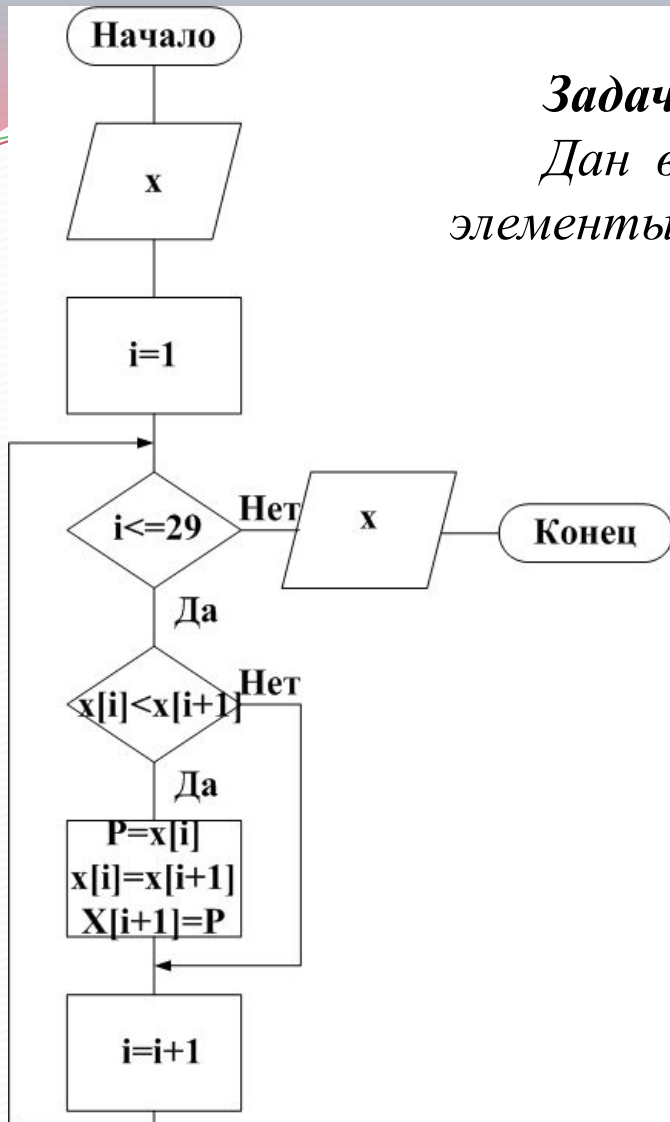 Начало
Задач
Дан в
элементы
x
i=1
i<=29
Нет
x
Конец
Да
x[i]<x[i+1]
Нет
Да
P=x[i]
x[i]=x[i+1]
X[i+1]=P
i=i+1